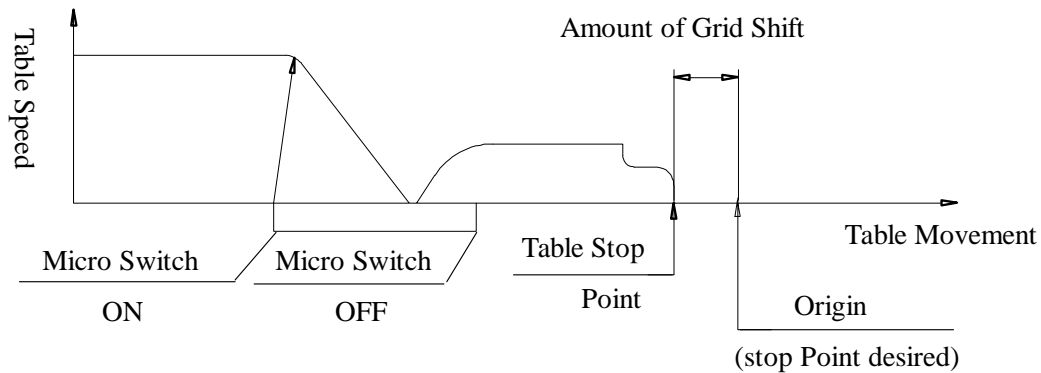 Table Speed
Amount of Grid Shift
Table Movement
Micro Switch
ON
Micro Switch
OFF
Table Stop
Point
Origin
(stop Point desired)